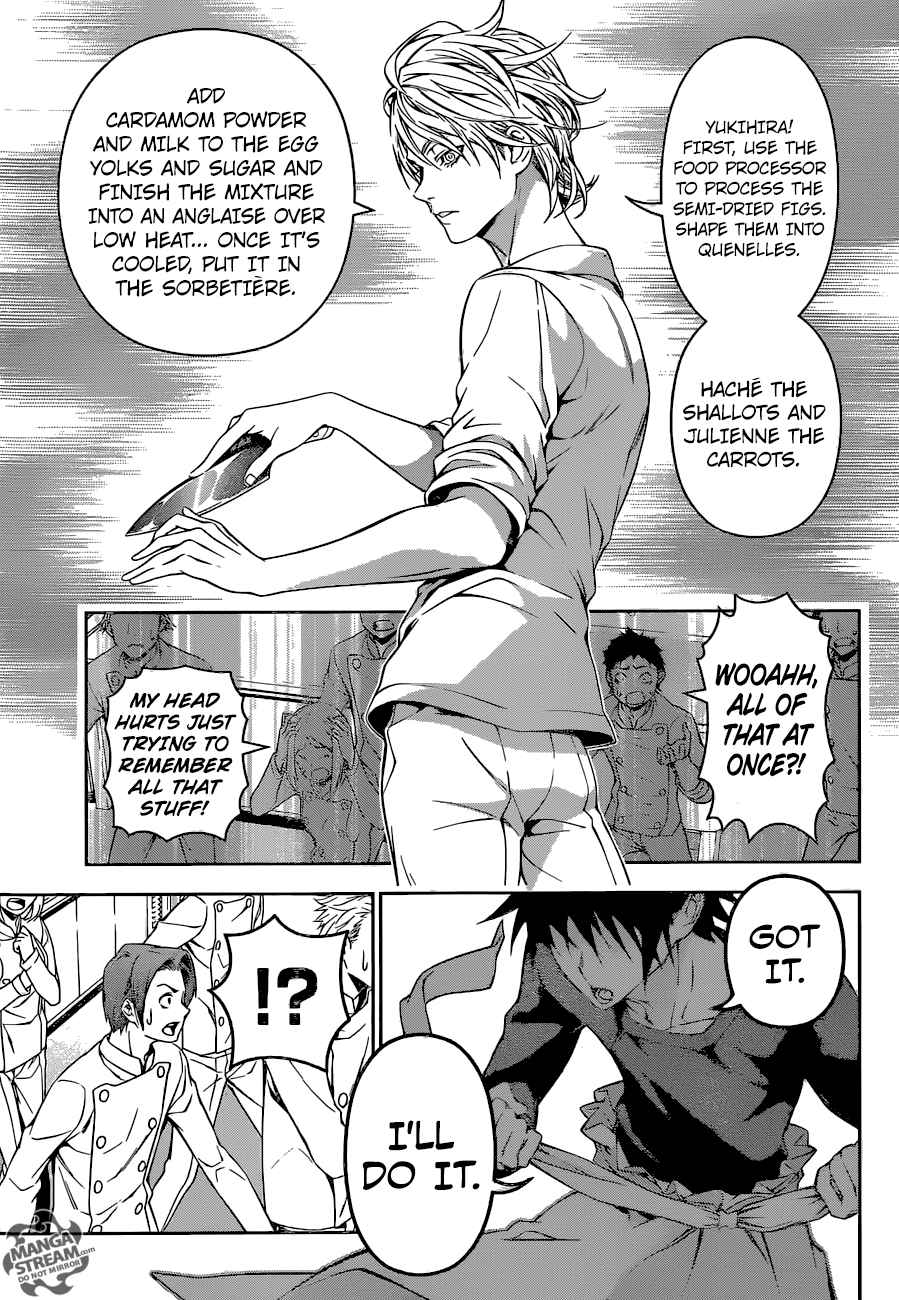 YUKIHIRA!
FIRST, USE THE
FOOD PROCESSOR
TO PROCESS THE
SEMI-DRIED FIGS.
SHAPE THEM INTO
QUENELLES.
HACHÉ THE
SHALLOTS AND
JULIENNE THE
CARROTS.
ADD
CARDAMOM POWDER
AND MILK TO THE EGG
YOLKS AND SUGAR AND
FINISH THE MIXTURE
INTO AN ANGLAISE OVER
LOW HEAT... ONCE IT'S
COOLED, PUT IT IN
THE SORBETIÈRE.
WOOAHH,
ALL OF
THAT AT
ONCE?!
MY HEAD
HURTS JUST
TRYING TO
REMEMBER
ALL THAT
STUFF!
GOT
IT.
I'LL
DO IT.
!?
MANGA
STREAM.com
DO NOT MIRROR!